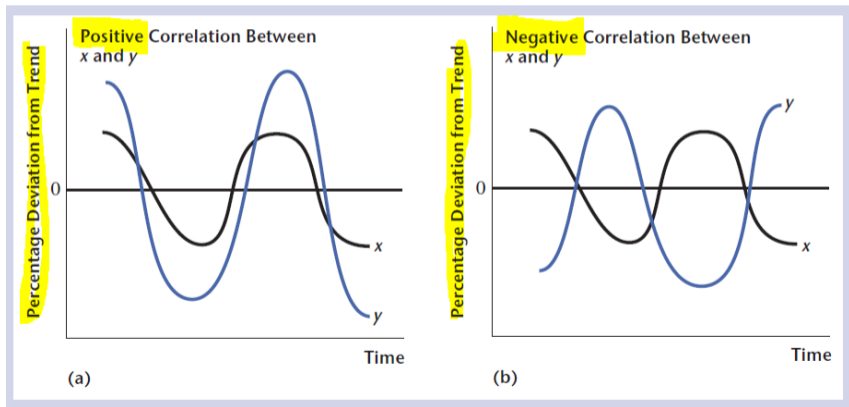 Positive Correlation Between
x and y
Percentage Deviation from Trend
0
x
y
Time
(a)
Negative Correlation Between
x and y
Percentage Deviation from Trend
0
y
x
Time
(b)